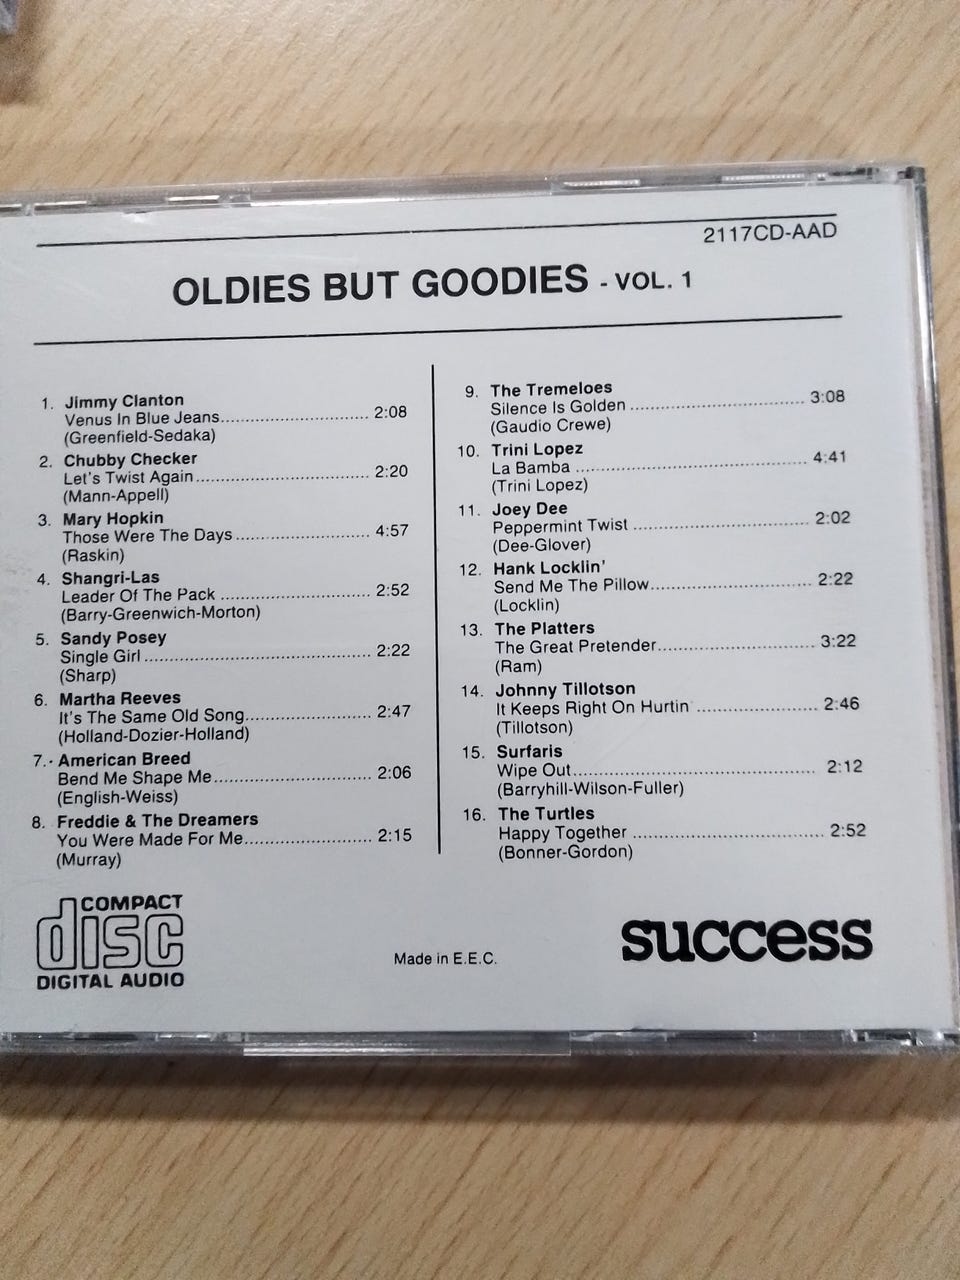 2117CD-AAD
OLDIES BUT GOODIES - VOL. 1
1. Jimmy Clanton
Venus In Blue Jeans........................ 2:08
(Greenfield-Sedaka)
2. Chubby Checker
Let's Twist Again............................ 2:20
(Mann-Appell)
3. Mary Hopkin
Those Were The Days..................... 4:57
(Raskin)
4. Shangri-Las
Leader Of The Pack ........................ 2:52
(Barry-Greenwich-Morton)
5. Sandy Posey
Single Girl ..................................... 2:22
(Sharp)
6. Martha Reeves
It's The Same Old Song................... 2:47
(Holland-Dozier-Holland)
7. American Breed
Bend Me Shape Me......................... 2:06
(English-Weiss)
8. Freddie & The Dreamers
You Were Made For Me................... 2:15
(Murray)
9. The Tremeloes
Silence Is Golden ............................ 3:08
(Gaudio Crewe)
10. Trini Lopez
La Bamba ...................................... 4:41
(Trini Lopez)
11. Joey Dee
Peppermint Twist ............................ 2:02
(Dee-Glover)
12. Hank Locklin'
Send Me The Pillow.......................... 2:22
(Locklin)
13. The Platters
The Great Pretender......................... 3:22
(Ram)
14. Johnny Tillotson
It Keeps Right On Hurtin ................... 2:46
(Tillotson)
15. Surfaris
Wipe Out........................................ 2:12
(Barryhill-Wilson-Fuller)
16. The Turtles
Happy Together ............................... 2:52
(Bonner-Gordon)
COMPACT
disc
DIGITAL AUDIO
Made in E.E.C.
success